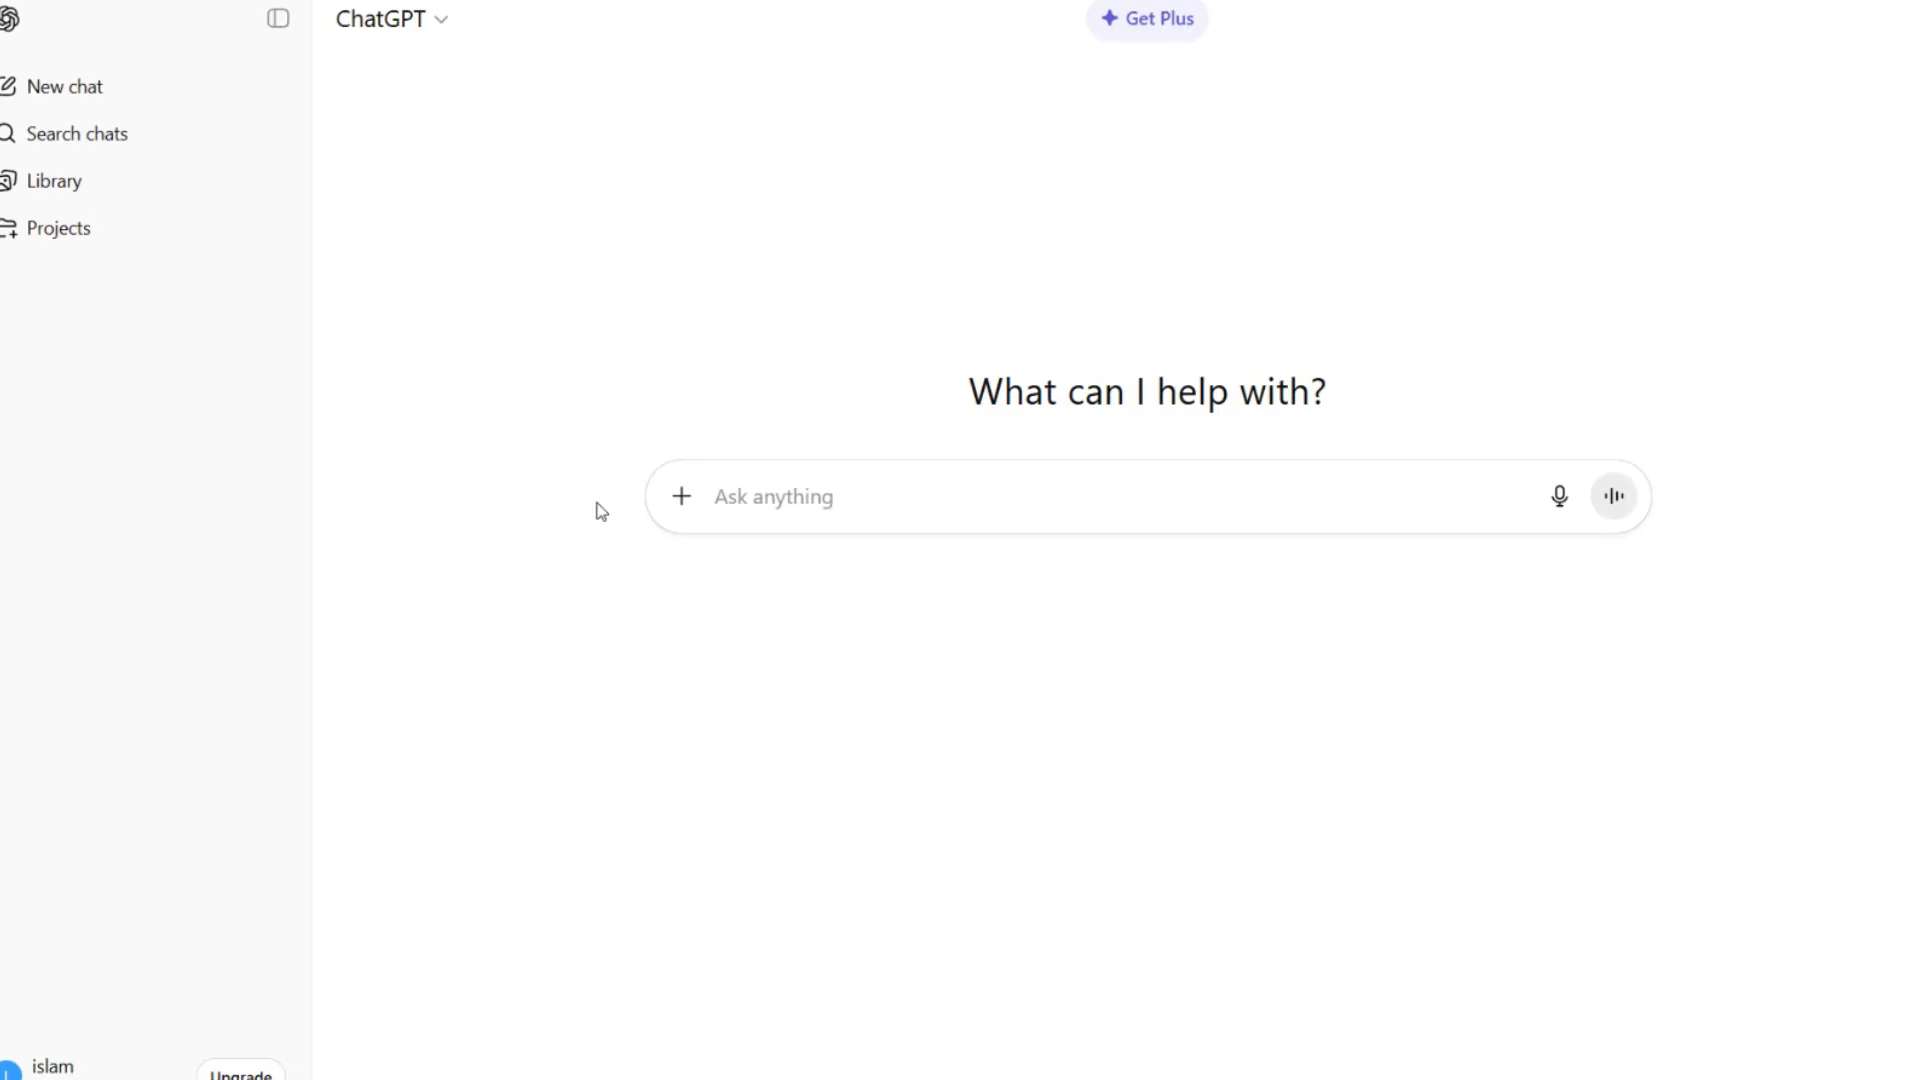 ChatGPT
Get Plus
New chat
Search chats
Library
Projects
What can I help with?
Ask anything
islam
Upgrade